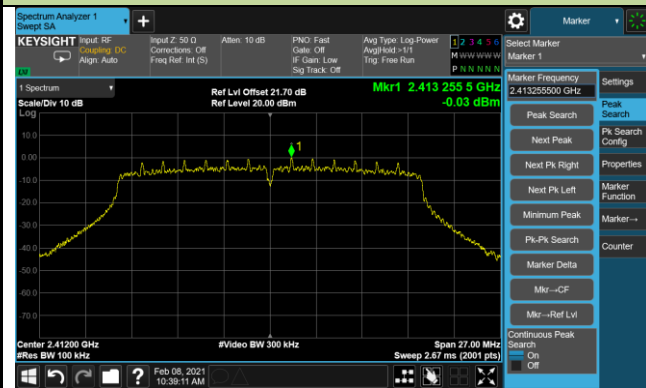 Spectrum Analyzer 1
Swept SA
KEYSIGHT
Input: RF
Coupling: DC
Align: Auto
Input Z: 50 Ω
Corrections: Off
Freq Ref: Int (S)
Atten: 10 dB
PNO: Fast
Gate: Off
IF Gain: Low
Sig Track: Off
Avg Type: Log-Power
Avg|Hold:>1/1
Trig: Free Run
1 2 3 4 5 6
M W W W W W
P N N N N N
1 Spectrum
Scale/Div 10 dB
Log
Ref Lvl Offset 21.70 dB
Ref Level 20.00 dBm
Mkr1 2.413 255 5 GHz
-0.03 dBm
10.0
0.00
-10.0
-20.0
-30.0
-40.0
-50.0
-60.0
-70.0
1
Center 2.41200 GHz
#Res BW 100 kHz
#Video BW 300 kHz
Span 27.00 MHz
Sweep 2.67 ms (2001 pts)
Feb 08, 2021
10:39:11 AM
Marker
Select Marker
Marker 1
Marker Frequency
2.413255500 GHz
Peak Search
Next Peak
Next Pk Right
Next Pk Left
Minimum Peak
Pk-Pk Search
Marker Delta
Mkr→CF
Mkr→Ref Lvl
Continuous Peak
Search
On
Off
Settings
Peak
Search
Pk Search
Config
Properties
Marker
Function
Marker→
Counter